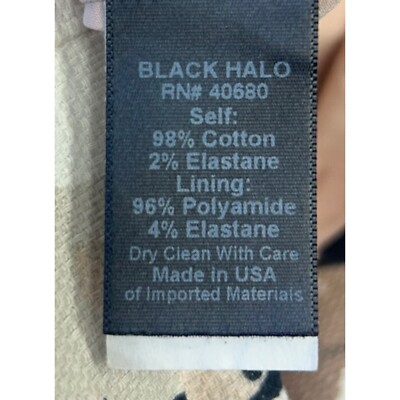 BLACK HALO
RN# 40680
Self:
98% Cotton
2% Elastane
Lining:
96% Polyamide
4% Elastane
Dry Clean With Care
Made in USA
of Imported Materials